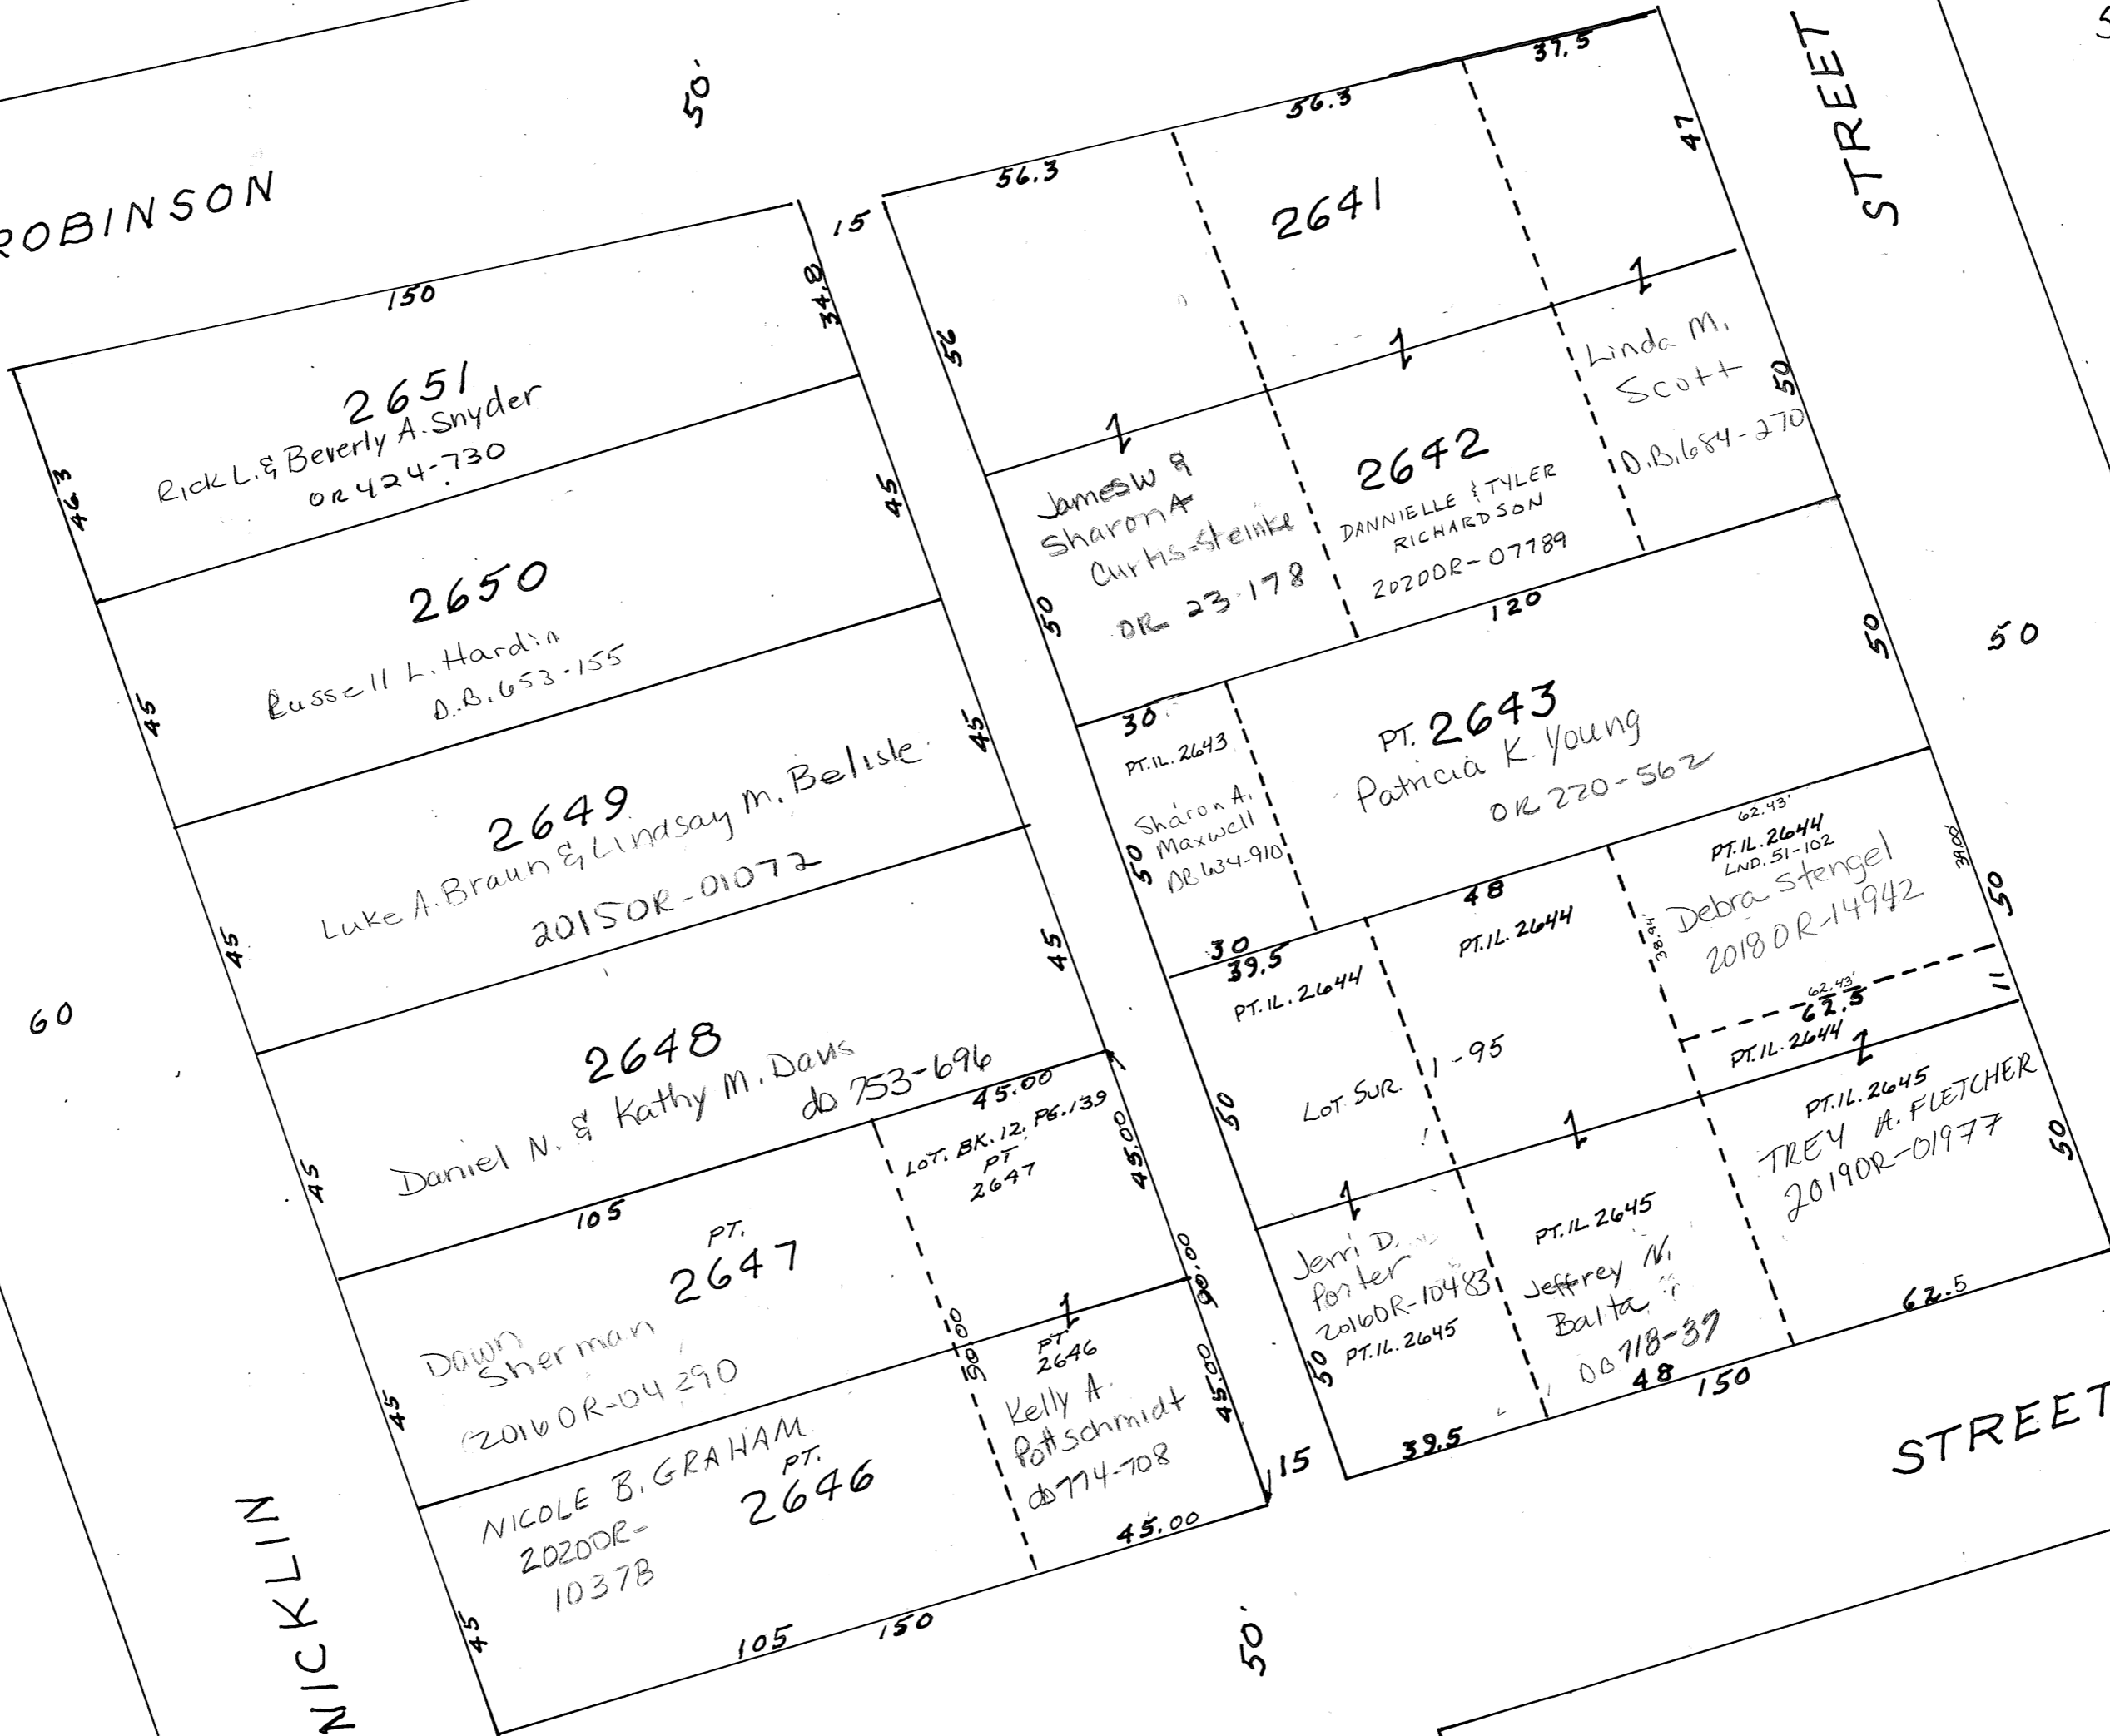 ROBINSON
50'
STREET
150
34.8
46.3
2651
Rick L. & Beverly A. Snyder
OR 424-730
45
45
2650
Russell L. Hardin
D.B. 653-155
45
45
2649
Luke A. Braun & Lindsay M. Belisle
2015OR-01072
45
45
2648
Daniel N. & Kathy M. Davis
db 753-696
45.00
105
PT.
2647
Dawn
Sherman
2016OR-04290
45
LOT. BK. 12. PG. 139
PT
2647
45.00
90.00
90.00
NICOLE B. GRAHAM
PT.
2646
2020OR-
10378
45
PT
2646
Kelly A.
Pottschmidt
db 774-708
45.00
45.00
105
150
60
NICKLIN
15
56.3
56.3
37.5
47
56
2641
James W &
Sharon A
Curtis-Steinke
OR 23-178
50
2642
DANNIELLE & TYLER
RICHARDSON
2020OR-07789
Linda M.
Scott
D.B. 684-270
50
120
30
PT. IL. 2643
Sharon A.
Maxwell
DB 634-910
50
30
PT. 2643
Patricia K. Young
OR 220-562
50
50
39.5
PT. IL. 2644
48
PT. IL. 2644
LOT SUR. 1-95
50
62.43'
PT. IL. 2644
LND. 51-102
Debra Stengel
2018OR-14942
39.00'
38.94'
50
62.43'
62.5
11
PT. IL. 2644
Jerri D.
Porter
2016OR-10483
PT. IL. 2645
50
39.5
PT. IL 2645
Jeffrey N.
Balta
DB 718-37
48
150
PT. IL. 2645
TREY A. FLETCHER
2019OR-01977
50
62.5
15
50'
STREET